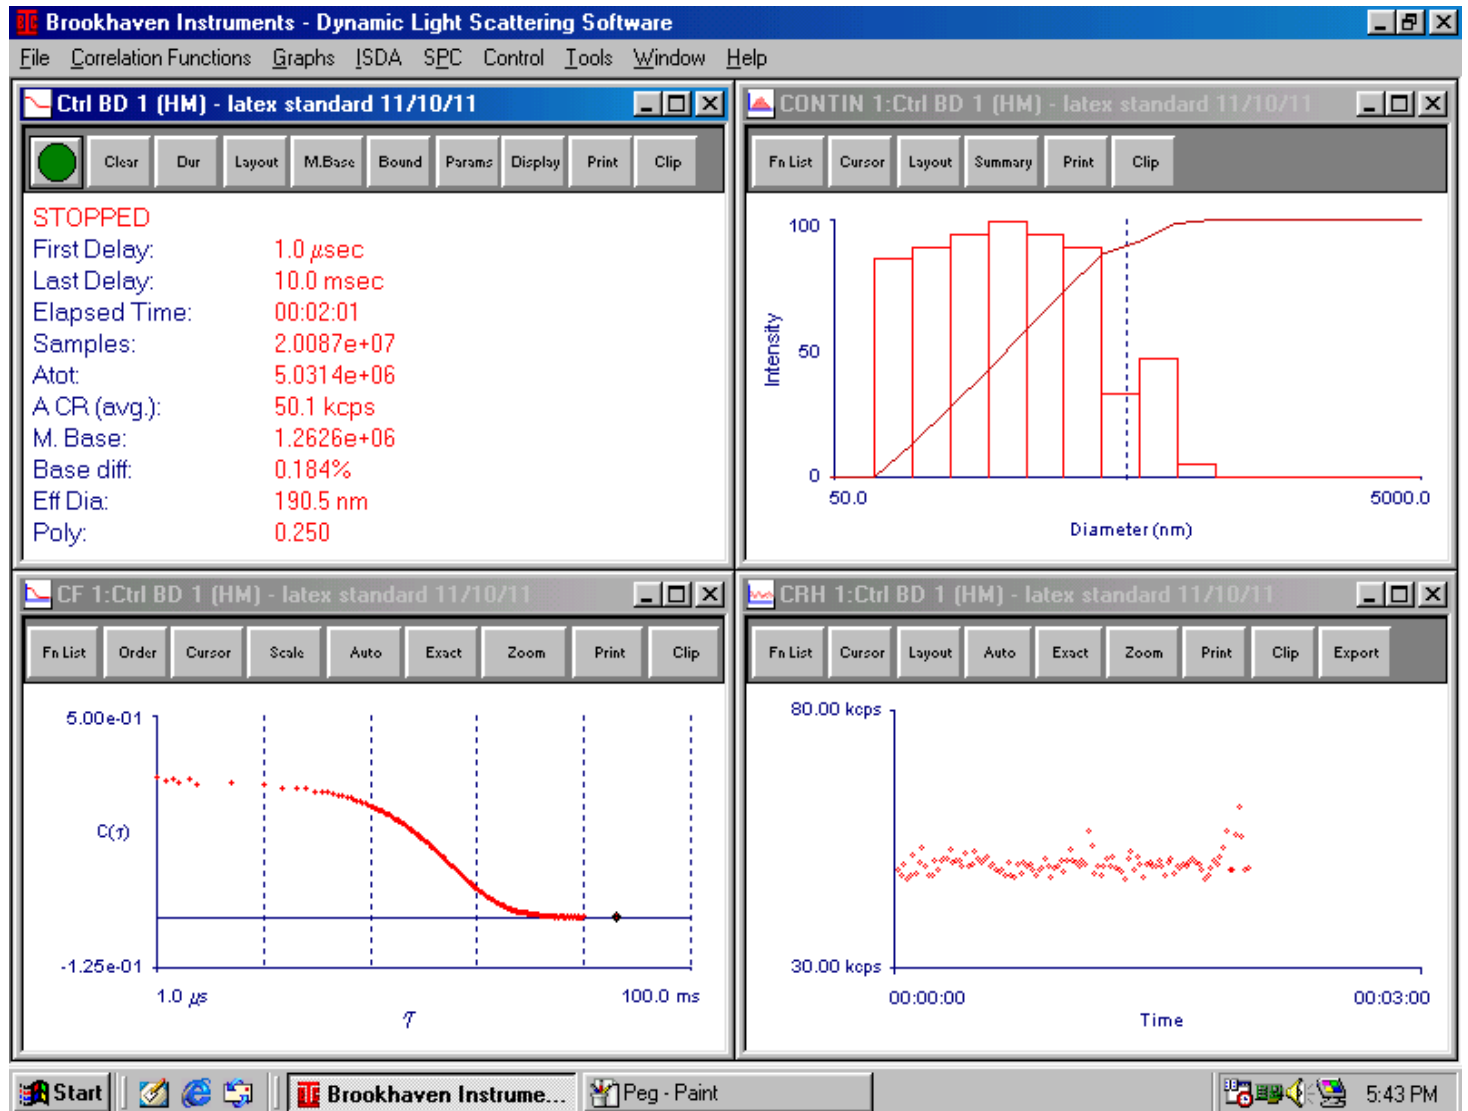 Brookhaven Instruments - Dynamic Light Scattering Software
File Correlation Functions Graphs ISDA SPC Control Tools Window Help
Ctrl BD 1 (HM) - latex standard 11/10/11
Clear Dur Layout M.Base Bound Params Display Print Clip
STOPPED
First Delay: 1.0 µsec
Last Delay: 10.0 msec
Elapsed Time: 00:02:01
Samples: 2.0087e+07
Atot: 5.0314e+06
A CR (avg.): 50.1 kcps
M. Base: 1.2626e+06
Base diff: 0.184%
Eff Dia: 190.5 nm
Poly: 0.250
CONTIN 1:Ctrl BD 1 (HM) - latex standard 11/10/11
Fn List Cursor Layout Summary Print Clip
100
Intensity
50
0
50.0 5000.0
Diameter (nm)
CF 1:Ctrl BD 1 (HM) - latex standard 11/10/11
Fn List Order Cursor Scale Auto Exact Zoom Print Clip
5.00e-01
C(τ)
-1.25e-01
1.0 µs 100.0 ms
τ
CRH 1:Ctrl BD 1 (HM) - latex standard 11/10/11
Fn List Cursor Layout Auto Exact Zoom Print Clip Export
80.00 kcps
30.00 kcps
00:00:00 00:03:00
Time
Start Brookhaven Instrume... Peg - Paint 5:43 PM